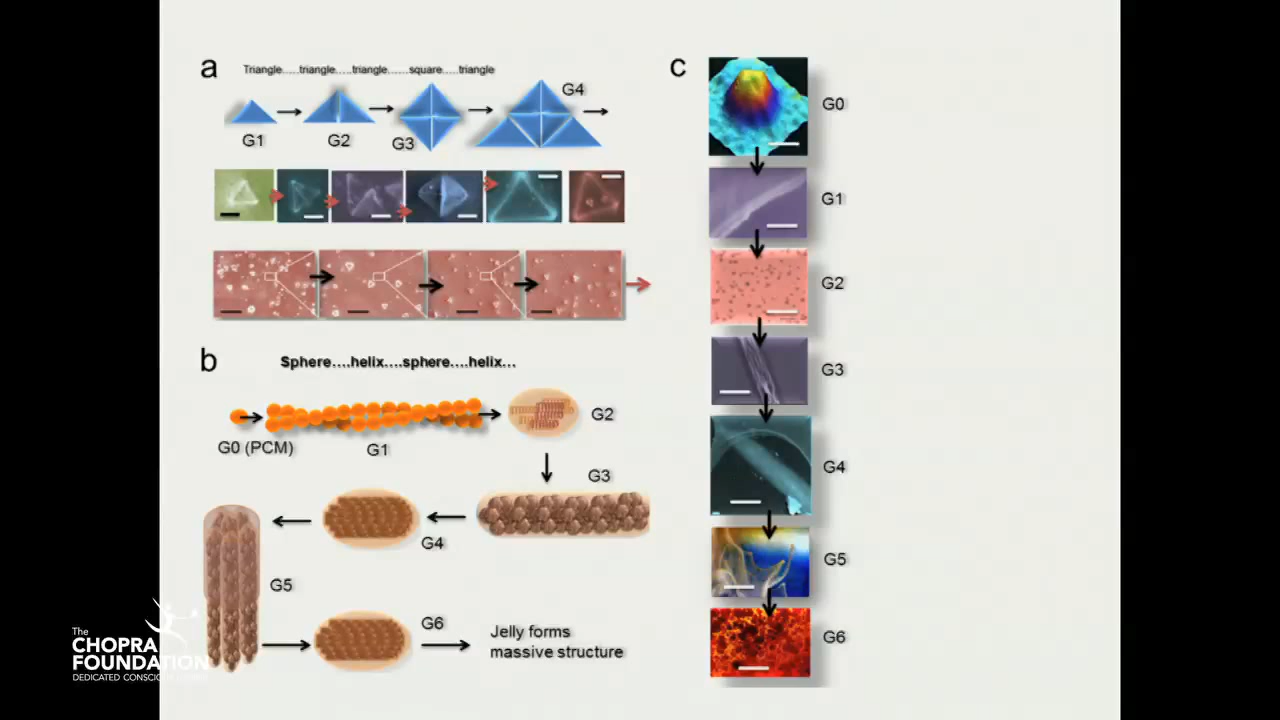 a
Triangle.....triangle....triangle.......square......triangle
G1
G2
G3
G4
b
Sphere....helix....sphere....helix...
G0 (PCM)
G1
G2
G3
G4
G5
G6
Jelly forms
massive structure
c
G0
G1
G2
G3
G4
G5
G6
The
CHOPRA
FOUNDATION